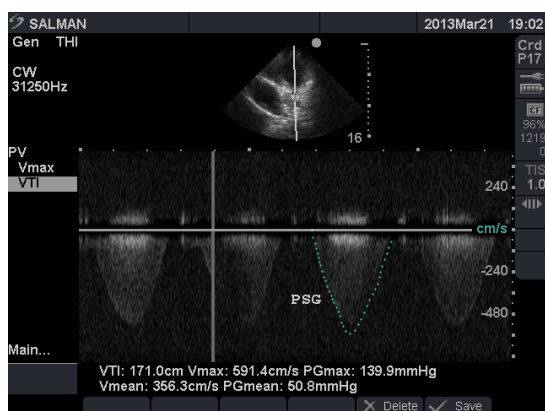 SALMAN 2013Mar21 19:02
Gen THI
Crd
P17
CW
31250Hz
CF
96%
1219
0
16
PV
Vmax
VTI
TIS
1.0
240
cm/s
-240
PSG
-480
Main...
VTI: 171.0cm Vmax: 591.4cm/s PGmax: 139.9mmHg
Vmean: 356.3cm/s PGmean: 50.8mmHg
Delete Save